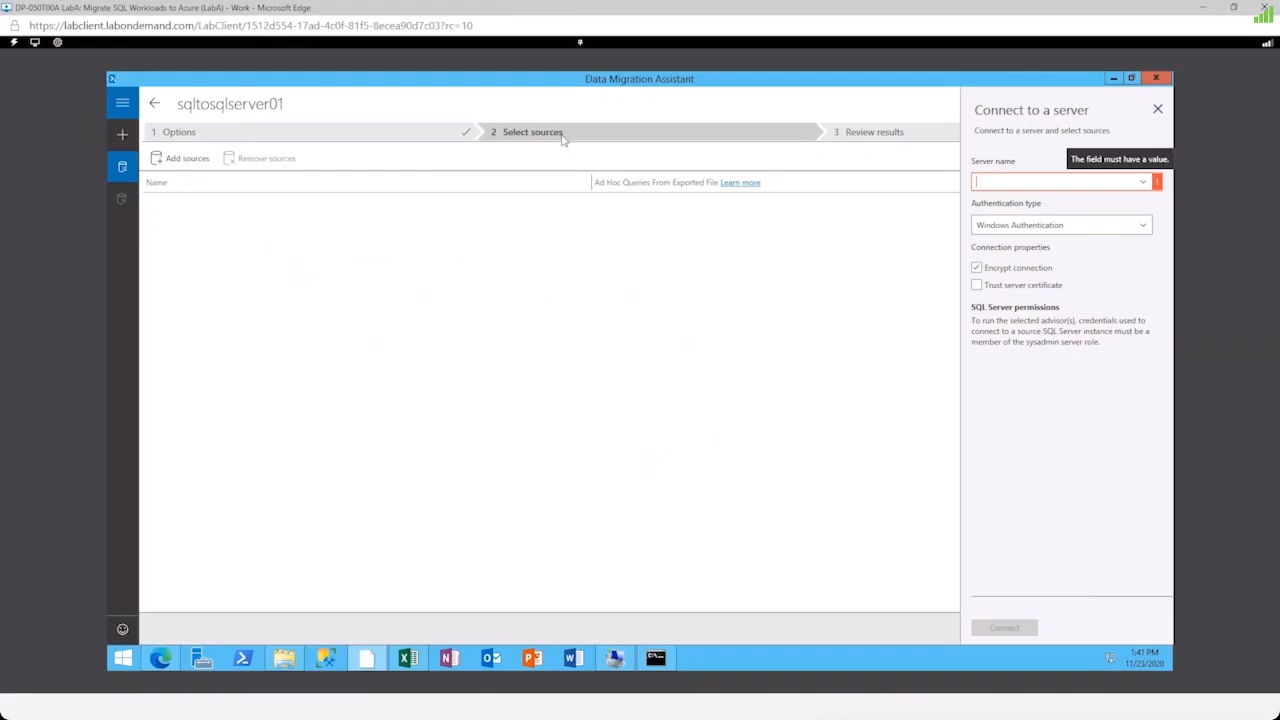 DP-050T00A LabA: Migrate SQL Workloads to Azure (LabA) - Work - Microsoft Edge
https://labclient.labondemand.com/LabClient/1512d554-17ad-4c0f-81f5-8ecea90d7c03?rc=10
Data Migration Assistant
sqltosqlserver01
1 Options
2 Select sources
3 Review results
Add sources
Remove sources
Name
Ad Hoc Queries From Exported File Learn more
Connect to a server
Connect to a server and select sources
Server name
The field must have a value.
!
Authentication type
Windows Authentication
Connection properties
Encrypt connection
Trust server certificate
SQL Server permissions
To run the selected advisor(s), credentials used to
connect to a source SQL Server instance must be a
member of the sysadmin server role.
Connect
1:41 PM
11/23/2020